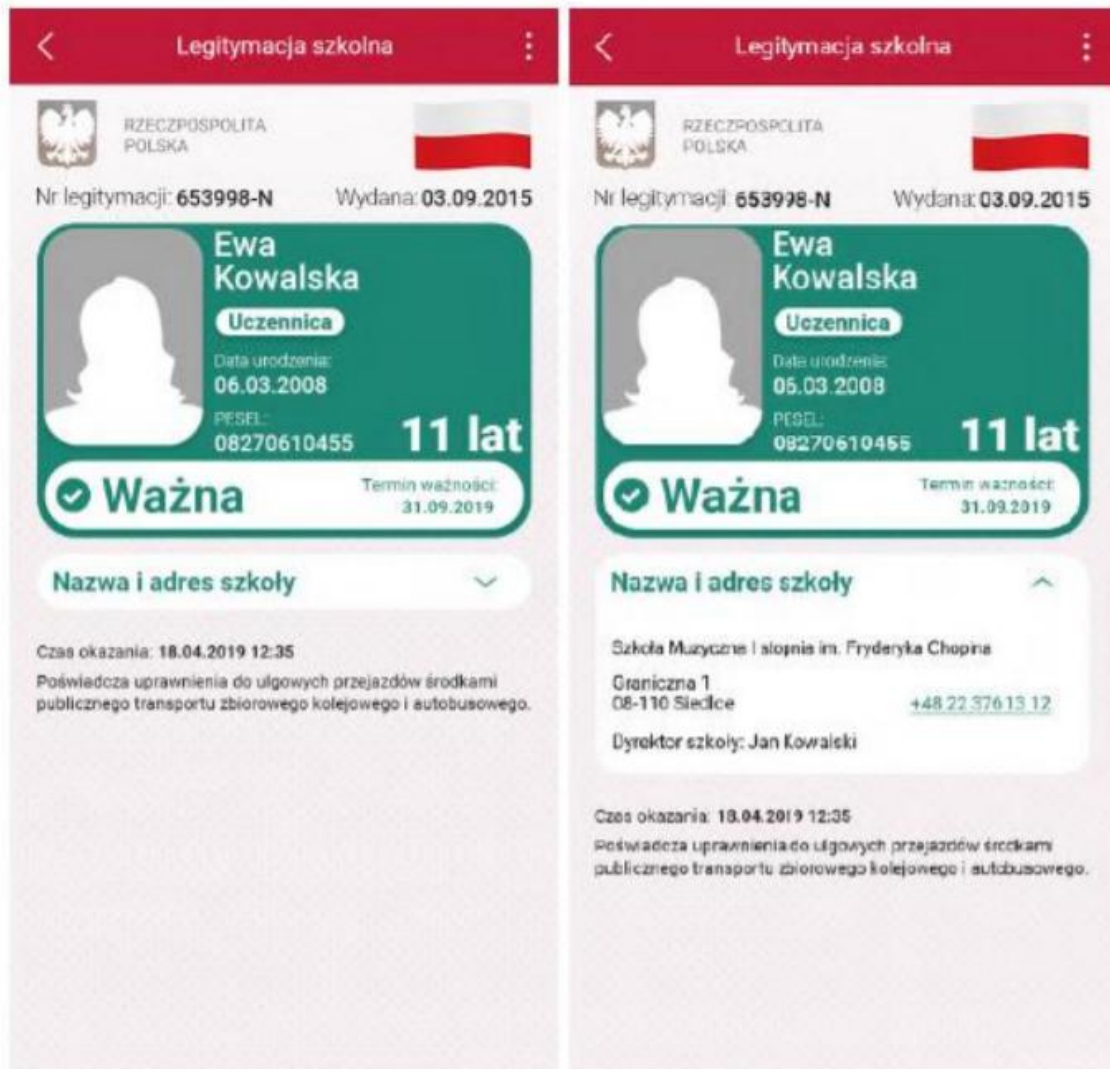 Legitymacja szkolna
RZECZPOSPOLITA
POLSKA
Nr legitymacji: 653998-N Wydana: 03.09.2015
Ewa
Kowalska
Uczennica
Data urodzenia:
06.03.2008
PESEL:
08270610455
11 lat
Ważna
Termin ważności:
31.09.2019
Nazwa i adres szkoły
Czas okazania: 18.04.2019 12:35
Poświadcza uprawnienia do ulgowych przejazdów środkami
publicznego transportu zbiorowego kolejowego i autobusowego.
Legitymacja szkolna
RZECZPOSPOLITA
POLSKA
Nr legitymacji: 653998-N Wydana: 03.09.2015
Ewa
Kowalska
Uczennica
Data urodzenia:
06.03.2008
PESEL:
08270610455
11 lat
Ważna
Termin ważności:
31.09.2019
Nazwa i adres szkoły
Szkoła Muzyczna I stopnia im. Fryderyka Chopina
Graniczna 1
08-110 Siedlce
+48 22 376 13 12
Dyrektor szkoły: Jan Kowalski
Czas okazania: 18.04.2019 12:35
Poświadcza uprawnienia do ulgowych przejazdów środkami
publicznego transportu zbiorowego kolejowego i autobusowego.